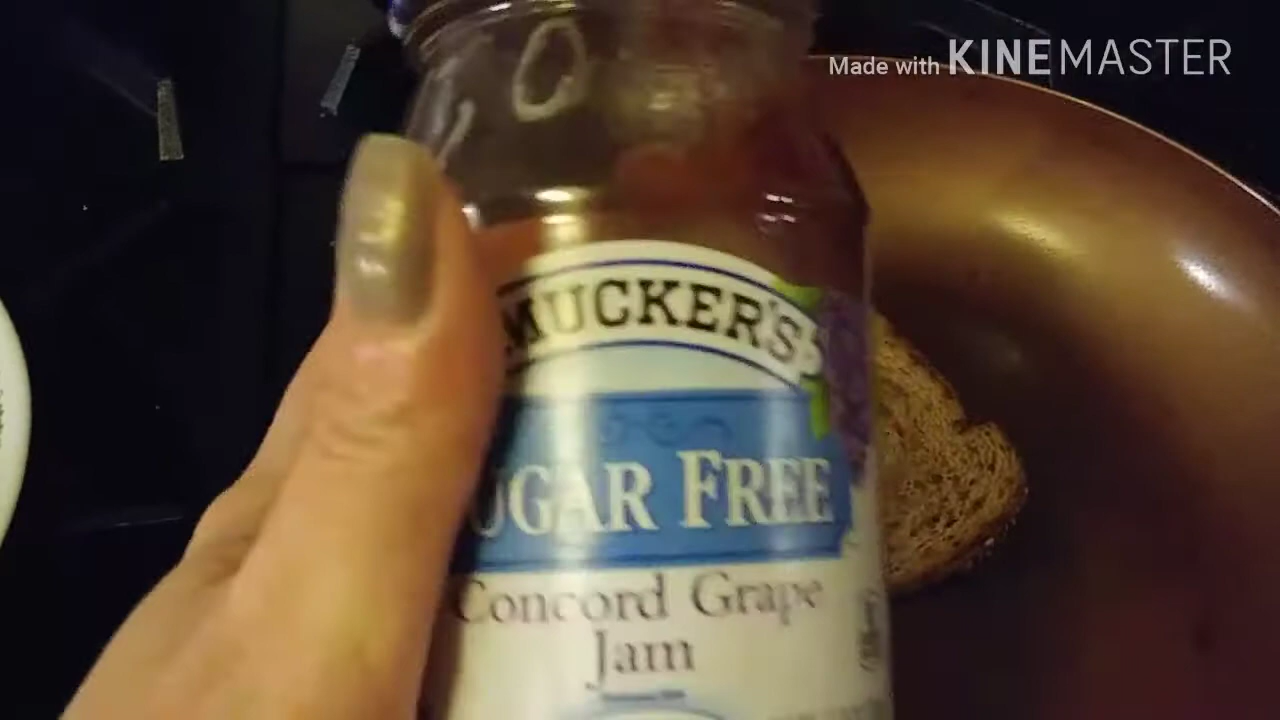 Made with KINEMASTER
MUCKER'S
UGAR FREE
Concord Grape
Jam